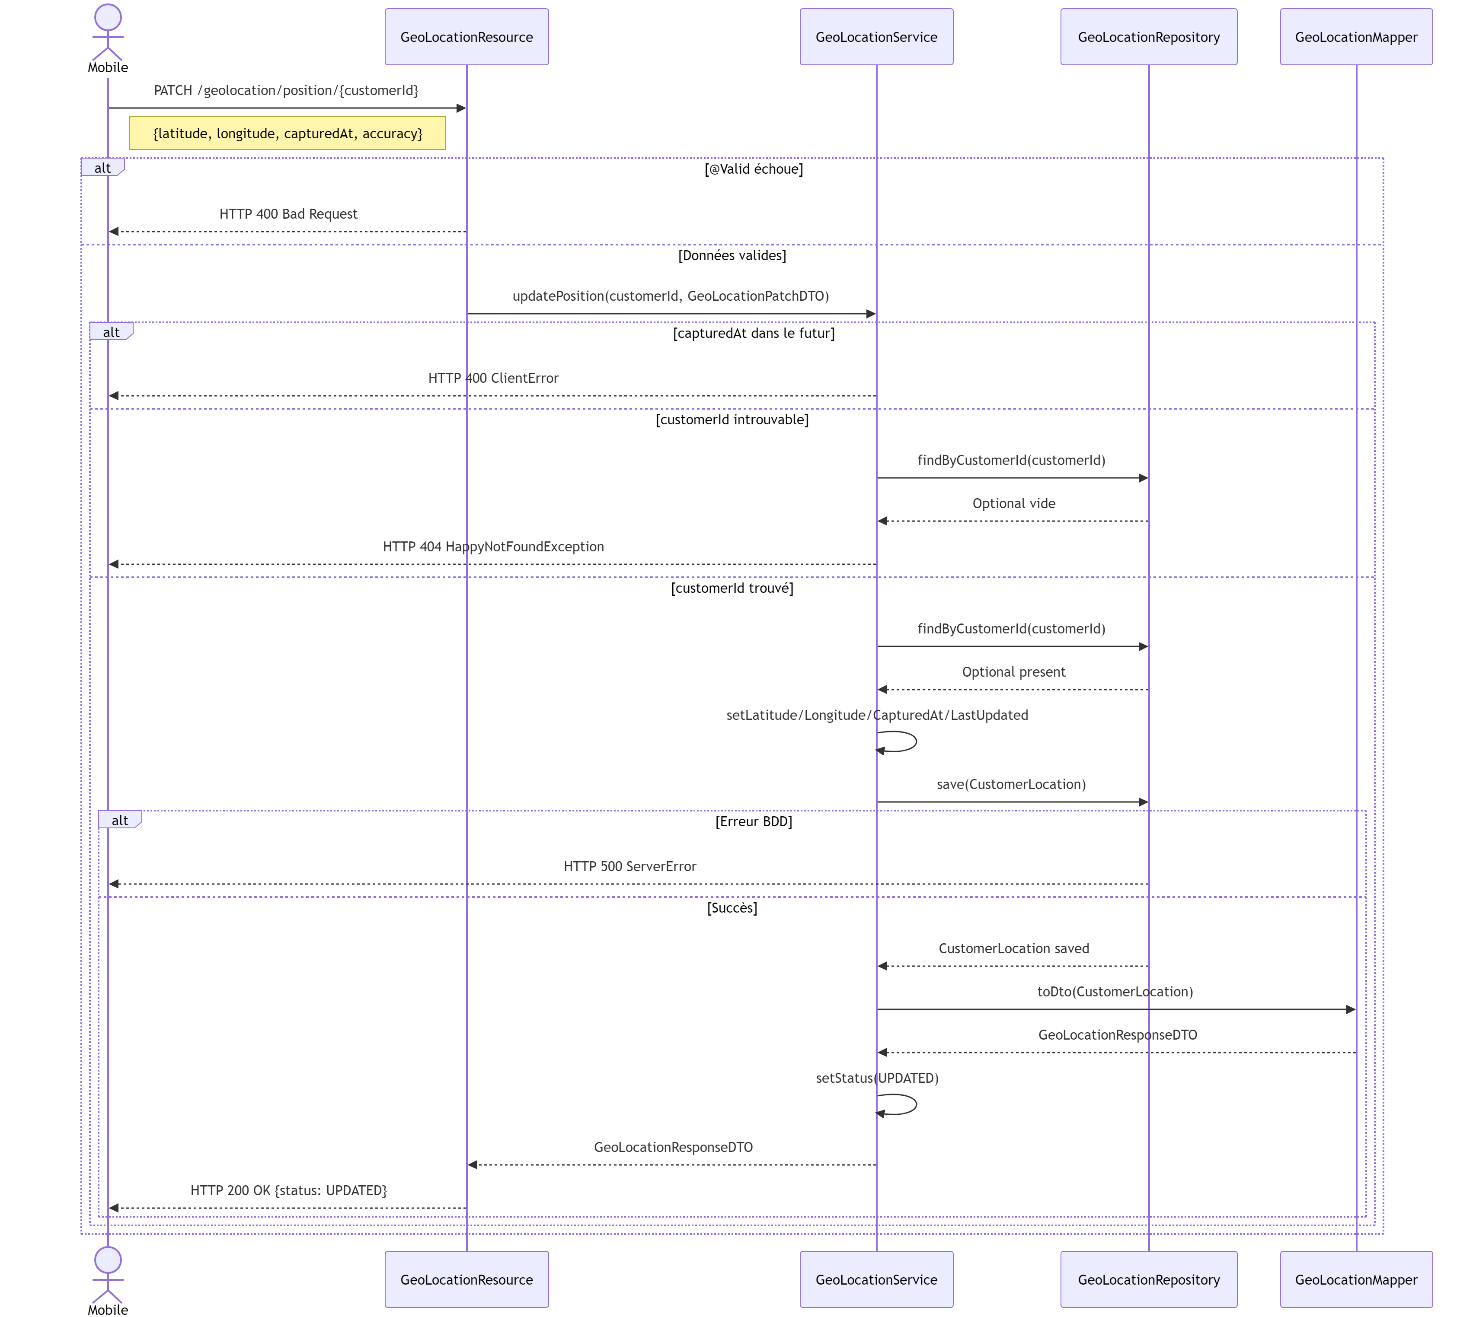 Mobile
GeoLocationResource
GeoLocationService
GeoLocationRepository
GeoLocationMapper
PATCH /geolocation/position/{customerId}
{latitude, longitude, capturedAt, accuracy}
alt
[@Valid échoue]
HTTP 400 Bad Request
[Données valides]
updatePosition(customerId, GeoLocationPatchDTO)
alt
[capturedAt dans le futur]
HTTP 400 ClientError
[customerId introuvable]
findByCustomerId(customerId)
Optional vide
HTTP 404 HappyNotFoundException
[customerId trouvé]
findByCustomerId(customerId)
Optional present
setLatitude/Longitude/CapturedAt/LastUpdated
save(CustomerLocation)
alt
[Erreur BDD]
HTTP 500 ServerError
[Succès]
CustomerLocation saved
toDto(CustomerLocation)
GeoLocationResponseDTO
setStatus(UPDATED)
GeoLocationResponseDTO
HTTP 200 OK {status: UPDATED}
Mobile
GeoLocationResource
GeoLocationService
GeoLocationRepository
GeoLocationMapper